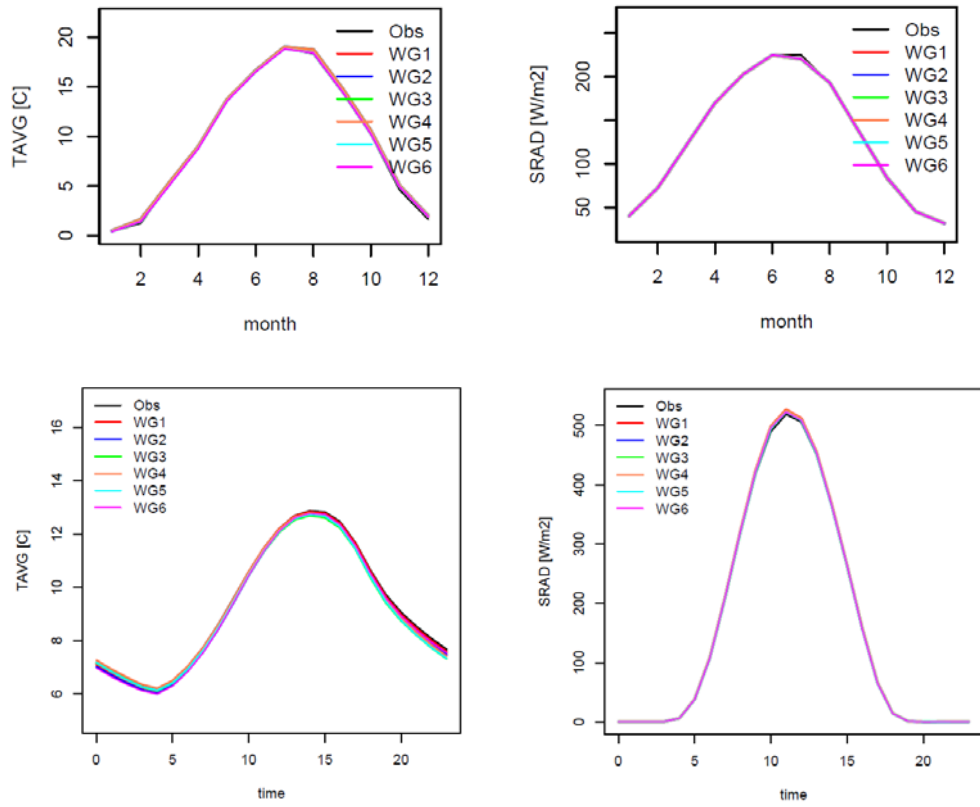 TAVG [C]
20
15
10
5
0
Obs
WG1
WG2
WG3
WG4
WG5
WG6
2 4 6 8 10 12
month
SRAD [W/m2]
200
100
50
Obs
WG1
WG2
WG3
WG4
WG5
WG6
2 4 6 8 10 12
month
TAVG [C]
16
14
12
10
8
6
Obs
WG1
WG2
WG3
WG4
WG5
WG6
0 5 10 15 20
time
SRAD [W/m2]
500
400
300
200
100
0
Obs
WG1
WG2
WG3
WG4
WG5
WG6
0 5 10 15 20
time